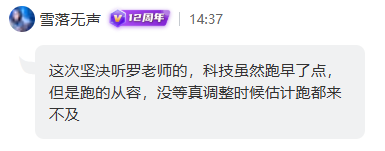 雪落无声 V 12周年 14:37
这次坚决听罗老师的，科技虽然跑早了点，
但是跑的从容，没等真调整时候估计跑都来
不及